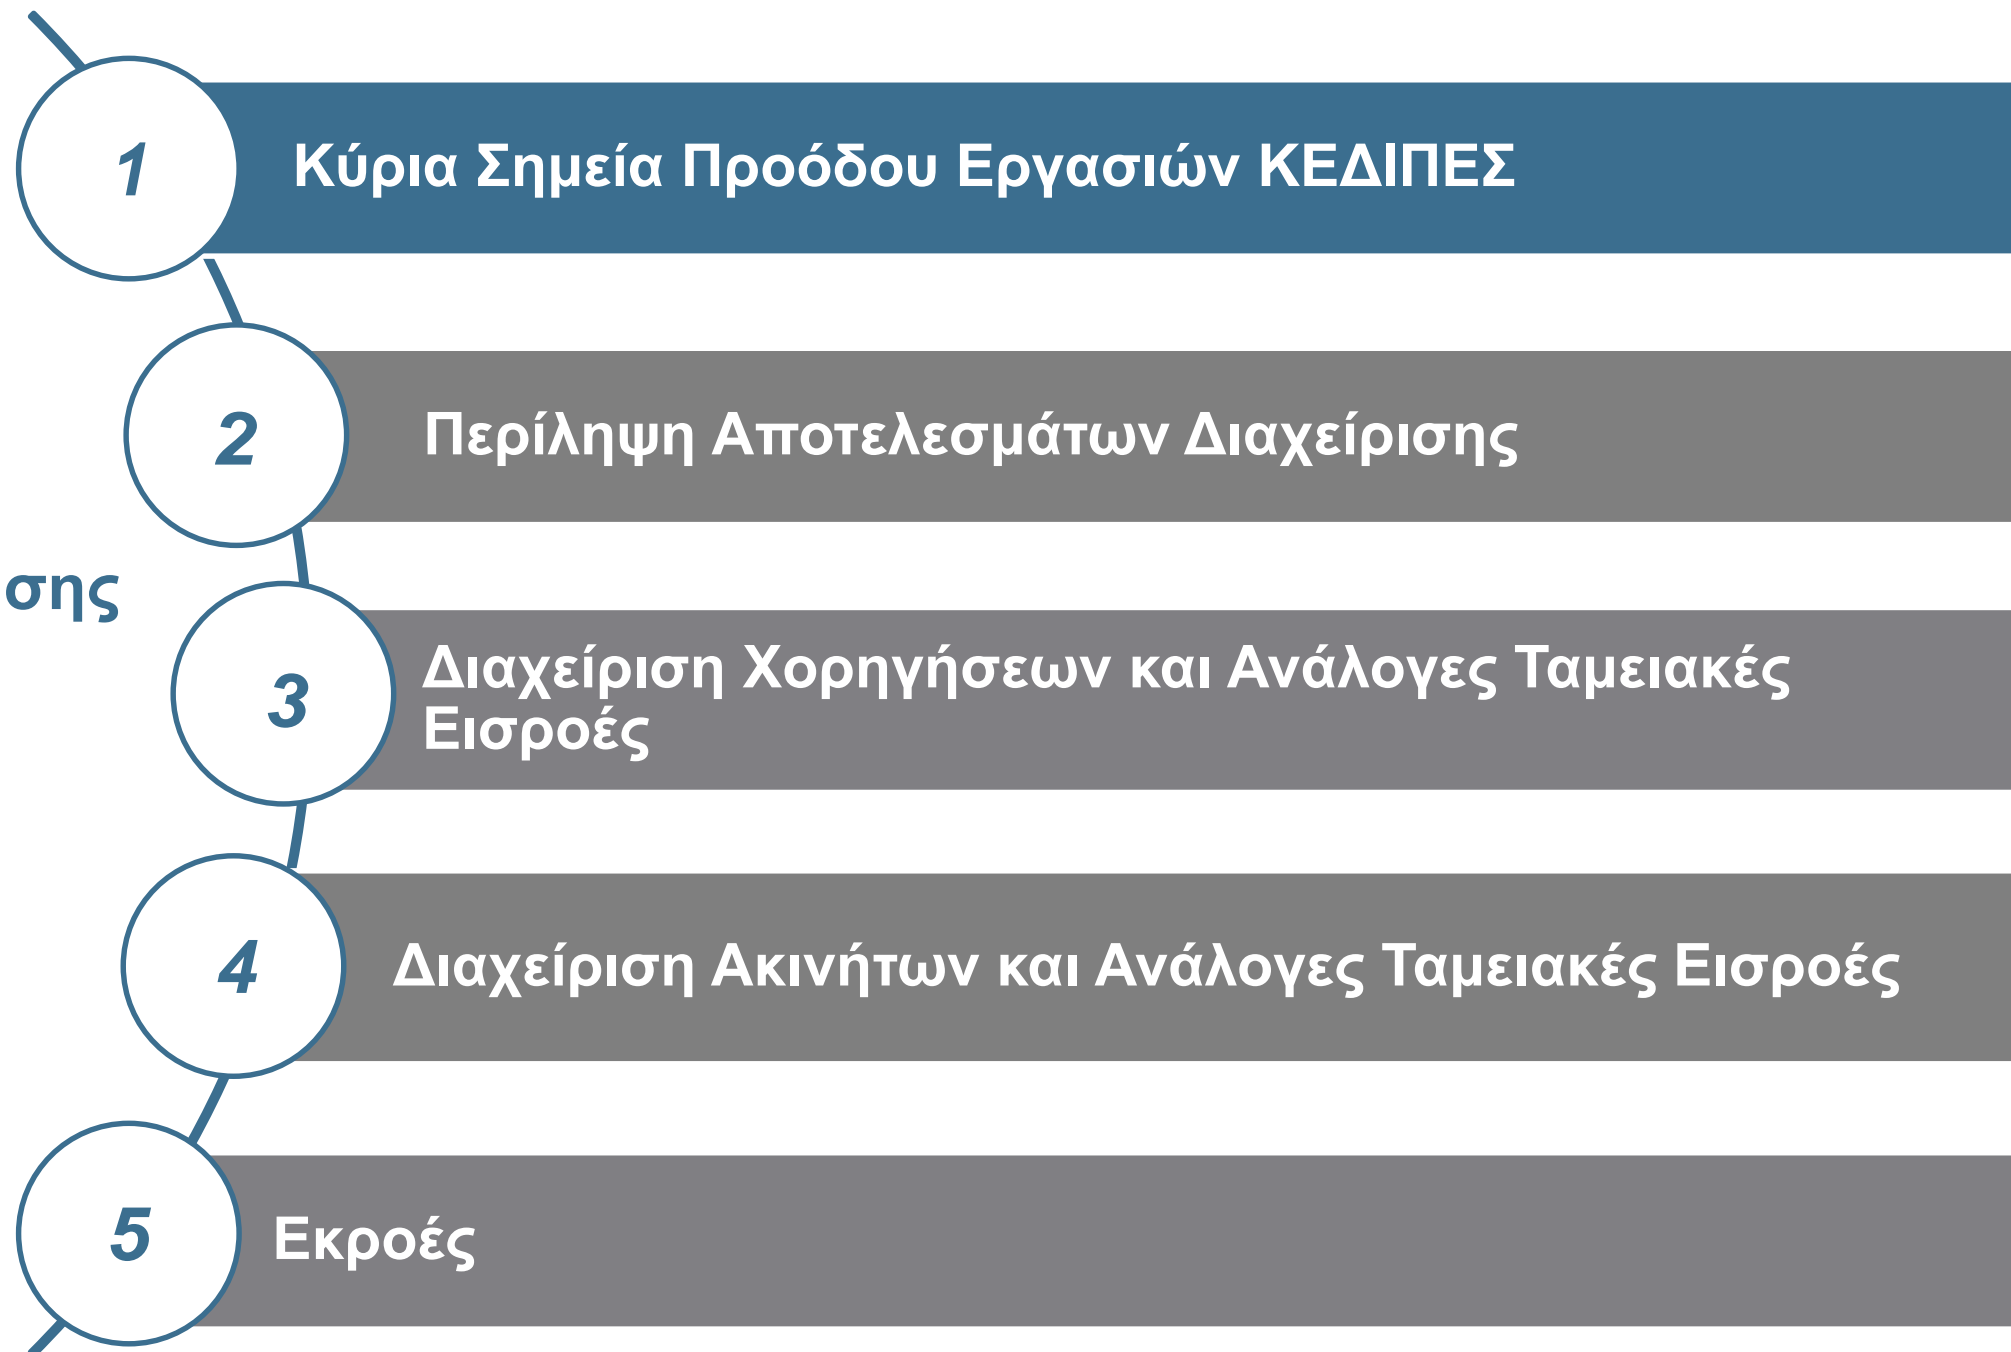 1
Κύρια Σημεία Προόδου Εργασιών ΚΕΔΙΠΕΣ
2
Περίληψη Αποτελεσμάτων Διαχείρισης
σης
3
Διαχείριση Χορηγήσεων και Ανάλογες Ταμειακές
Εισροές
4
Διαχείριση Ακινήτων και Ανάλογες Ταμειακές Εισροές
5
Εκροές